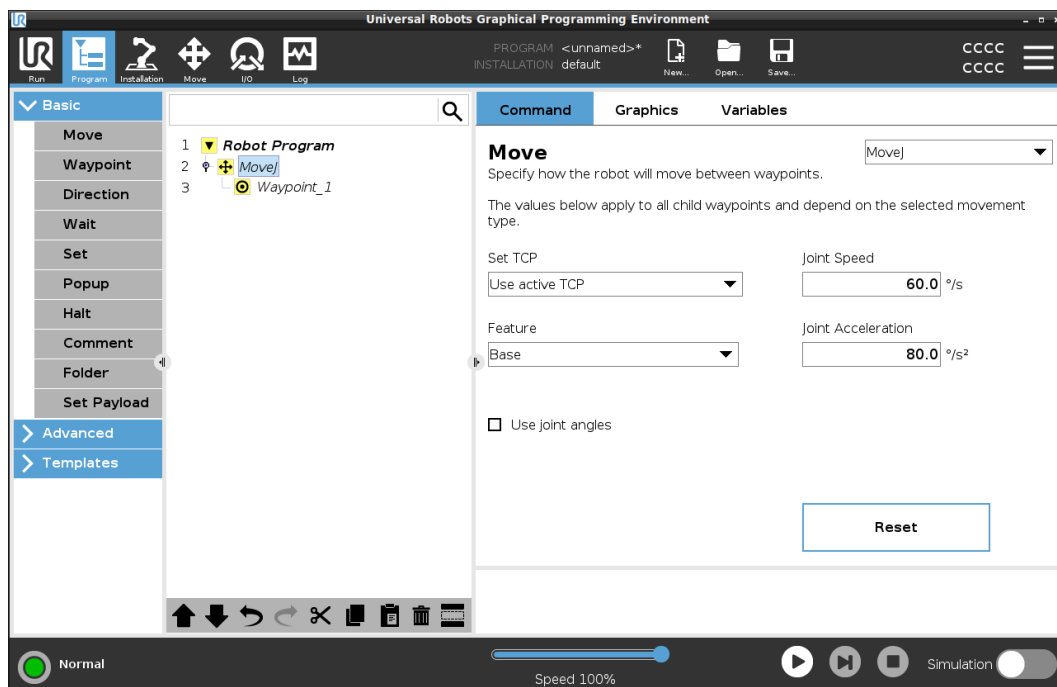 Universal Robots Graphical Programming Environment
UR
Run
Program
Installation
Move
I/O
Log
PROGRAM <unnamed>*
INSTALLATION default
New...
Open...
Save...
CCCC
CCCC
Basic
Move
Waypoint
Direction
Wait
Set
Popup
Halt
Comment
Folder
Set Payload
Advanced
Templates
1 Robot Program
2 MoveJ
3 Waypoint_1
Command Graphics Variables
Move
MoveJ
Specify how the robot will move between waypoints.
The values below apply to all child waypoints and depend on the selected movement
type.
Set TCP
Joint Speed
Use active TCP
60.0 °/s
Feature
Joint Acceleration
Base
80.0 °/s²
Use joint angles
Reset
Normal
Speed 100%
Simulation